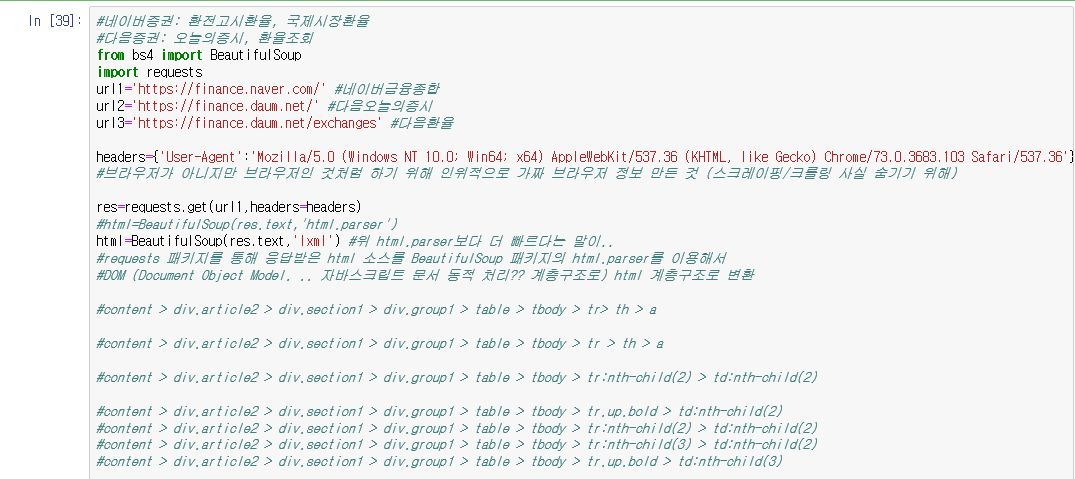 In [39]:
#네이버증권: 환전고시환율, 국제시장환율
#다음증권: 오늘의증시, 환율조회
from bs4 import BeautifulSoup
import requests
url1='https://finance.naver.com/' #네이버금융종합
url2='https://finance.daum.net/' #다음오늘의증시
url3='https://finance.daum.net/exchanges' #다음환율
headers={'User-Agent':'Mozilla/5.0 (Windows NT 10.0; Win64; x64) AppleWebKit/537.36 (KHTML, like Gecko) Chrome/73.0.3683.103 Safari/537.36'}
#브라우저가 아니지만 브라우저인 것처럼 하기 위해 인위적으로 가짜 브라우저 정보 만든 것 (스크레이핑/크롤링 사실 숨기기 위해)
res=requests.get(url1,headers=headers)
#html=BeautifulSoup(res.text,'html.parser')
html=BeautifulSoup(res.text,'lxml') #위 html.parser보다 더 빠르다는 말이..
#requests 패키지를 통해 응답받은 html 소스를 BeautifulSoup 패키지의 html.parser를 이용해서
#DOM (Document Object Model. .. 자바스크립트 문서 동적 처리?? 계층구조로) html 계층구조로 변환
#content > div.article2 > div.section1 > div.group1 > table > tbody > tr> th > a
#content > div.article2 > div.section1 > div.group1 > table > tbody > tr > th > a
#content > div.article2 > div.section1 > div.group1 > table > tbody > tr:nth-child(2) > td:nth-child(2)
#content > div.article2 > div.section1 > div.group1 > table > tbody > tr.up.bold > td:nth-child(2)
#content > div.article2 > div.section1 > div.group1 > table > tbody > tr:nth-child(2) > td:nth-child(2)
#content > div.article2 > div.section1 > div.group1 > table > tbody > tr:nth-child(3) > td:nth-child(2)
#content > div.article2 > div.section1 > div.group1 > table > tbody > tr.up.bold > td:nth-child(3)